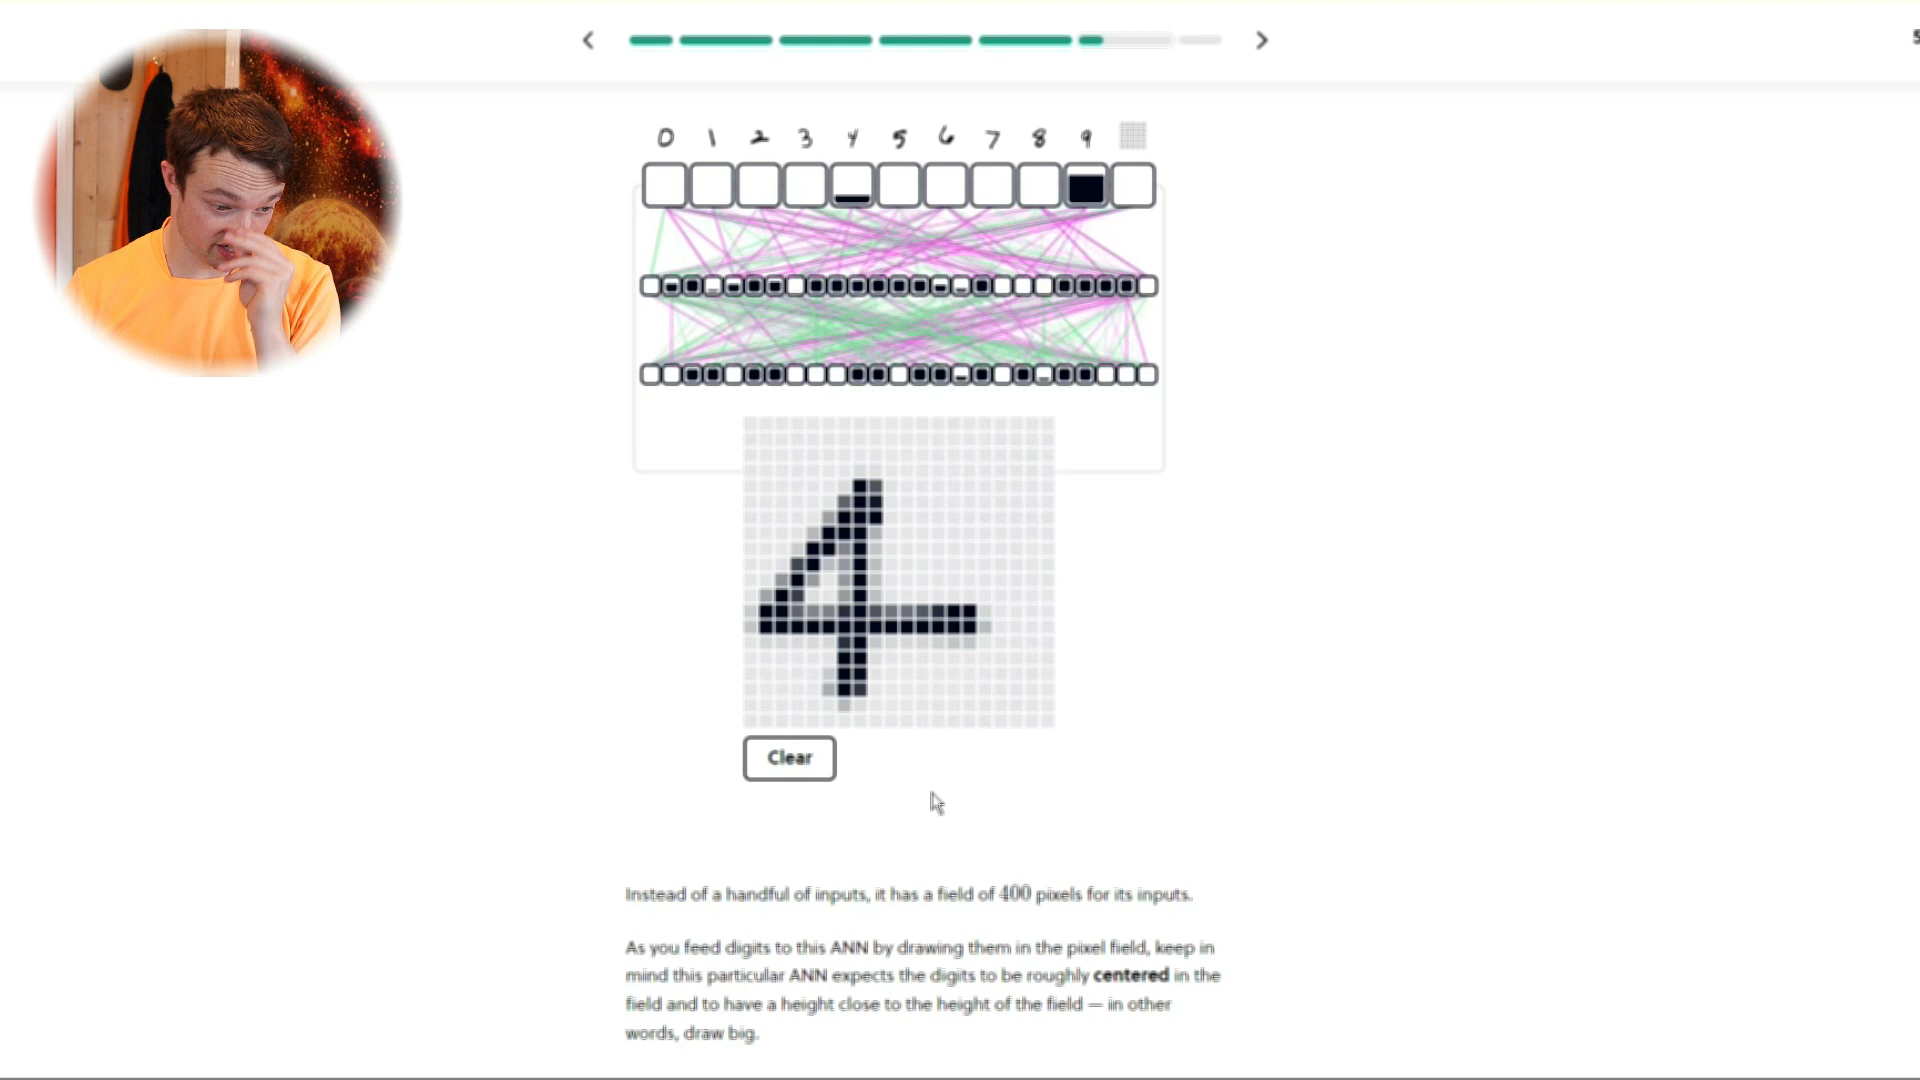 0 1 2 3 4 5 6 7 8 9
4
Clear
Instead of a handful of inputs, it has a field of 400 pixels for its inputs.
As you feed digits to this ANN by drawing them in the pixel field, keep in
mind this particular ANN expects the digits to be roughly centered in the
field and to have a height close to the height of the field — in other
words, draw big.